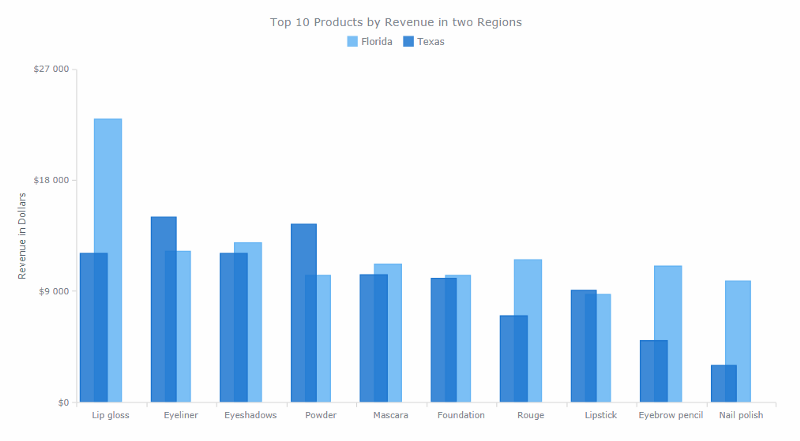 Top 10 Products by Revenue in two Regions
Florida Texas
Revenue in Dollars
$27 000
$18 000
$9 000
$0
Lip gloss Eyeliner Eyeshadows Powder Mascara Foundation Rouge Lipstick Eyebrow pencil Nail polish